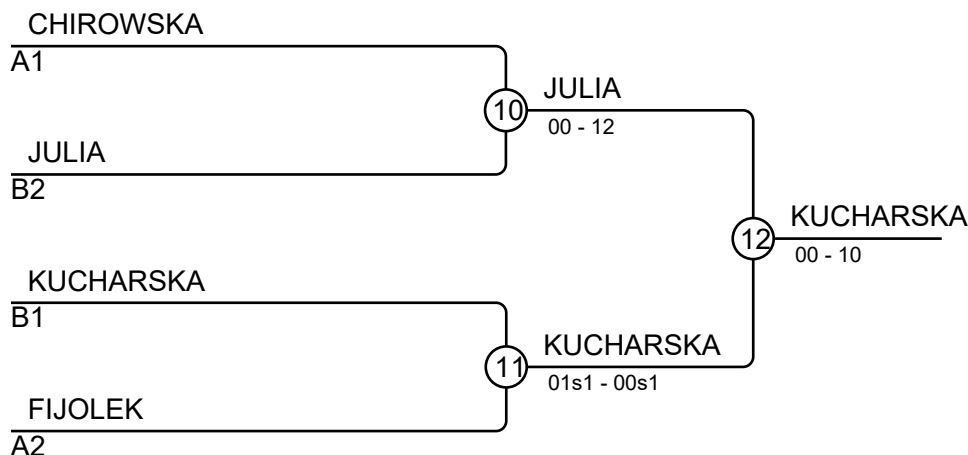 CHIROWSKA
A1
10
JULIA
00 - 12
JULIA
B2
12
KUCHARSKA
00 - 10
KUCHARSKA
B1
11
KUCHARSKA
01s1 - 00s1
FIJOLEK
A2